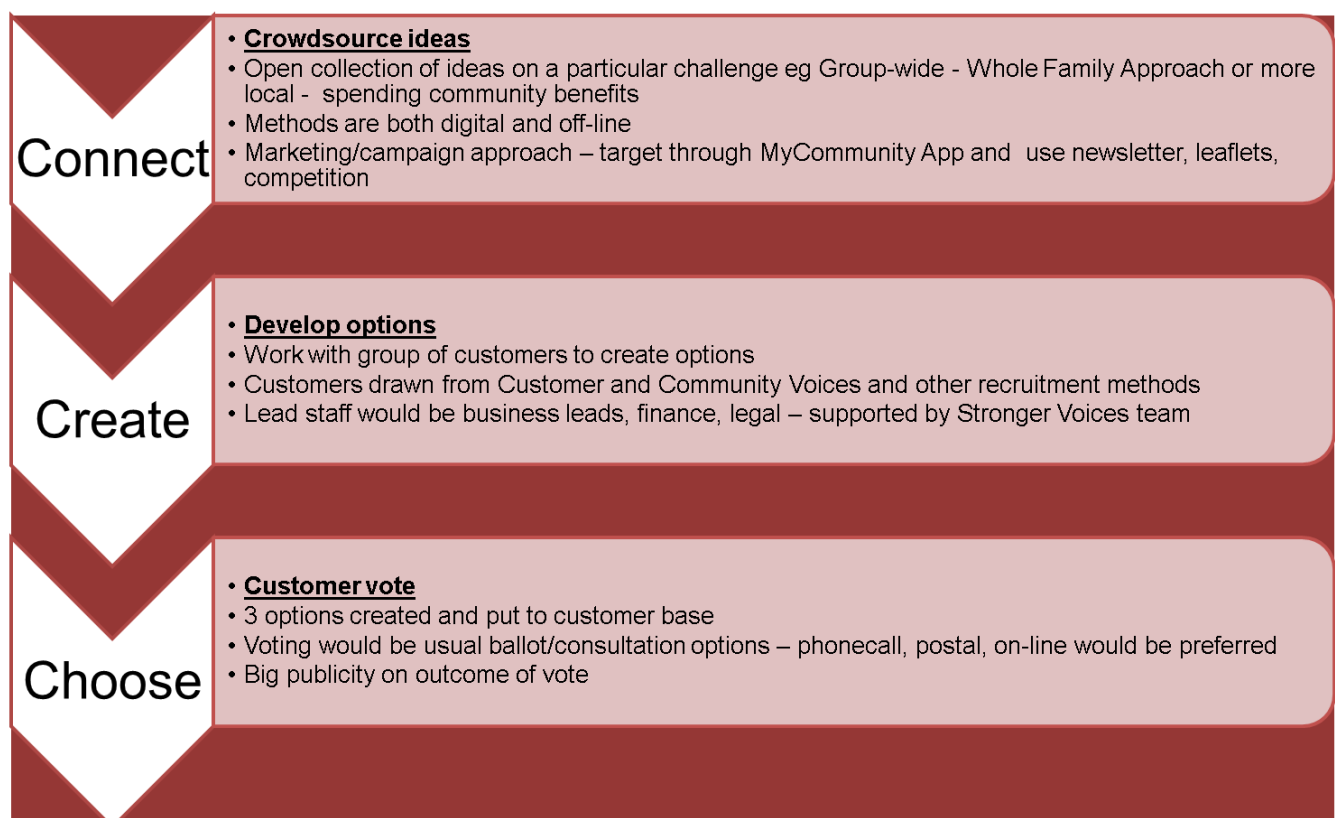 Connect
• Crowdsource ideas
• Open collection of ideas on a particular challenge eg Group-wide - Whole Family Approach or more
local - spending community benefits
• Methods are both digital and off-line
• Marketing/campaign approach – target through MyCommunity App and use newsletter, leaflets,
competition
Create
• Develop options
• Work with group of customers to create options
• Customers drawn from Customer and Community Voices and other recruitment methods
• Lead staff would be business leads, finance, legal – supported by Stronger Voices team
Choose
• Customer vote
• 3 options created and put to customer base
• Voting would be usual ballot/consultation options – phonecall, postal, on-line would be preferred
• Big publicity on outcome of vote